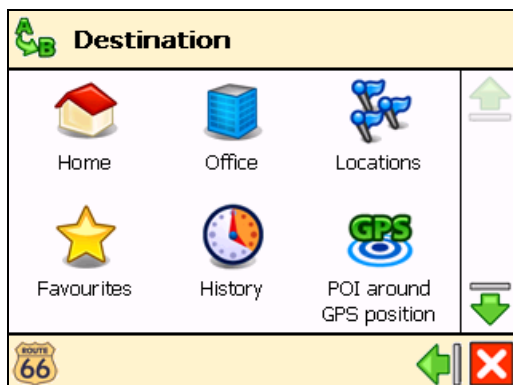 A
B
Destination
Home
Office
Locations
Favourites
History
GPS
POI around
GPS position
ROUTE
66